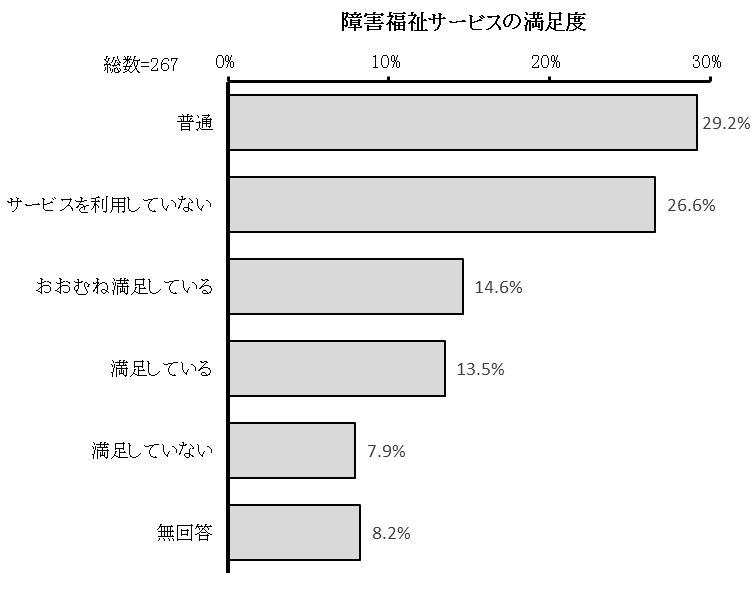 障害福祉サービスの満足度
総数=267
0%
10%
20%
30%
普通
29.2%
サービスを利用していない
26.6%
おおむね満足している
14.6%
満足している
13.5%
満足していない
7.9%
無回答
8.2%